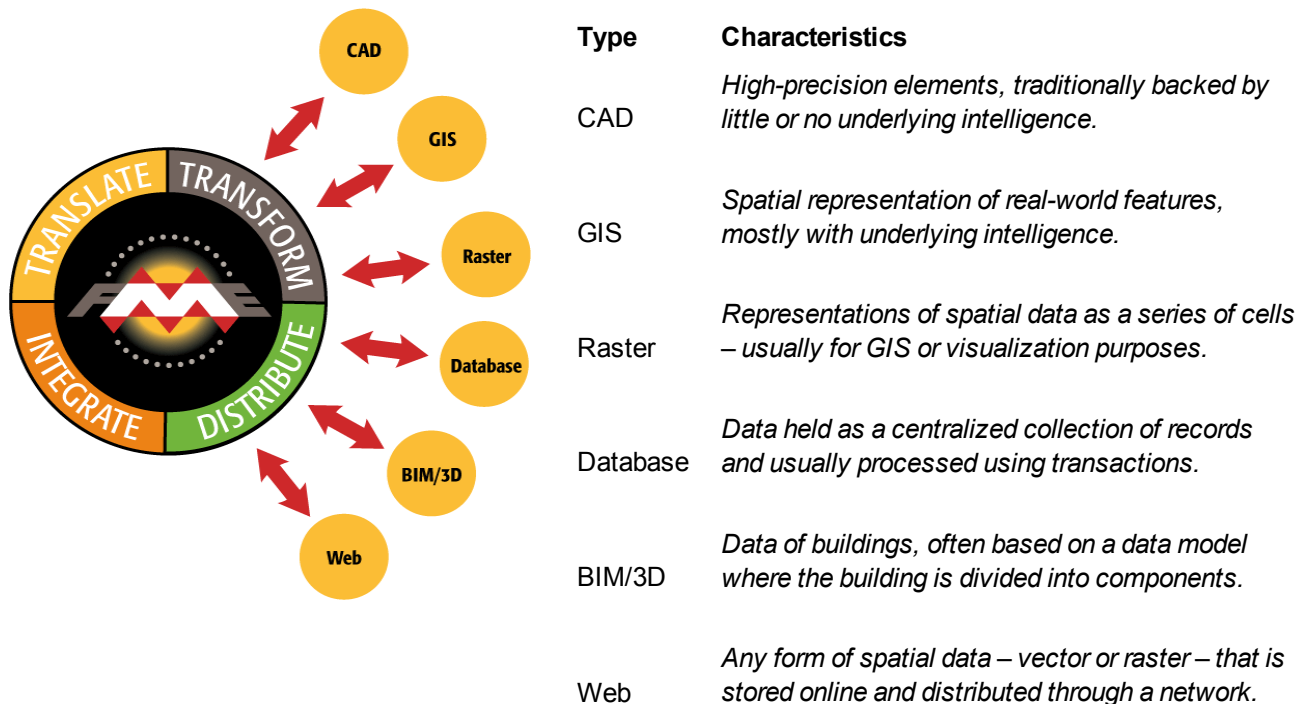 TRANSLATE
TRANSFORM
INTEGRATE
DISTRIBUTE
FME
CAD
GIS
Raster
Database
BIM/3D
Web
Type Characteristics
CAD
High-precision elements, traditionally backed by
little or no underlying intelligence.
GIS
Spatial representation of real-world features,
mostly with underlying intelligence.
Raster
Representations of spatial data as a series of cells
– usually for GIS or visualization purposes.
Database
Data held as a centralized collection of records
and usually processed using transactions.
BIM/3D
Data of buildings, often based on a data model
where the building is divided into components.
Web
Any form of spatial data – vector or raster – that is
stored online and distributed through a network.